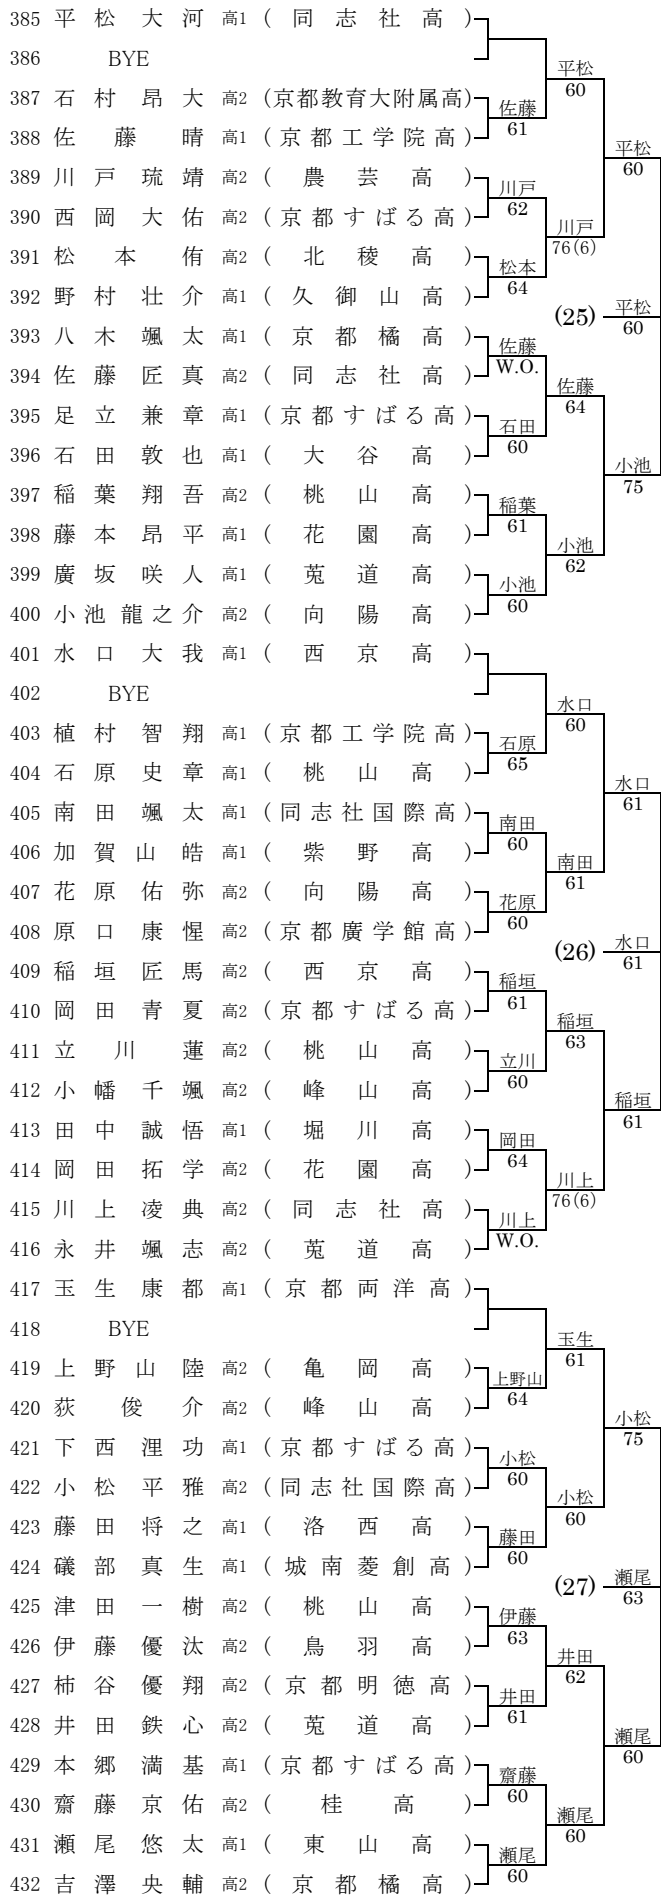 385 平松大河 高1 (同志社高)
386 BYE
平松
60
387 石村昂大 高2 (京都教育大附属高)
佐藤
61
388 佐藤晴 高1 (京都工学院高)
平松
60
389 川戸琉靖 高2 (農芸高)
川戸
62
390 西岡大佑 高2 (京都すばる高)
川戸
76(6)
391 松本侑 高2 (北稜高)
松本
64
392 野村壮介 高1 (久御山高)
(25) 平松
60
393 八木颯太 高1 (京都橘高)
佐藤
W.O.
394 佐藤匠真 高2 (同志社高)
佐藤
64
395 足立兼章 高1 (京都すばる高)
石田
60
396 石田敦也 高1 (大谷高)
小池
75
397 稲葉翔吾 高2 (桃山高)
稲葉
61
398 藤本昂平 高1 (花園高)
小池
62
399 廣坂咲人 高1 (莵道高)
小池
60
400 小池龍之介 高2 (向陽高)
401 水口大我 高1 (西京高)
402 BYE
水口
60
403 植村智翔 高1 (京都工学院高)
石原
65
404 石原史章 高1 (桃山高)
水口
61
405 南田颯太 高1 (同志社国際高)
南田
60
406 加賀山皓 高1 (紫野高)
南田
61
407 花原佑弥 高2 (向陽高)
花原
60
408 原口康惺 高2 (京都廣学館高)
(26) 水口
61
409 稲垣匠馬 高2 (西京高)
稲垣
61
410 岡田青夏 高2 (京都すばる高)
稲垣
63
411 立川蓮 高2 (桃山高)
立川
60
412 小幡千颯 高2 (峰山高)
稲垣
61
413 田中誠悟 高1 (堀川高)
岡田
64
414 岡田拓学 高2 (花園高)
川上
76(6)
415 川上凌典 高2 (同志社高)
川上
W.O.
416 永井颯志 高2 (莵道高)
417 玉生康都 高1 (京都両洋高)
418 BYE
玉生
61
419 上野山陸 高2 (亀岡高)
上野山
64
420 荻俊介 高2 (峰山高)
小松
75
421 下西浬功 高1 (京都すばる高)
小松
60
422 小松平雅 高2 (同志社国際高)
小松
60
423 藤田将之 高1 (洛西高)
藤田
60
424 礒部真生 高1 (城南菱創高)
(27) 瀬尾
63
425 津田一樹 高2 (桃山高)
伊藤
63
426 伊藤優汰 高2 (鳥羽高)
井田
62
427 柿谷優翔 高2 (京都明徳高)
井田
61
428 井田鉄心 高2 (莵道高)
瀬尾
60
429 本郷満基 高1 (京都すばる高)
齋藤
60
430 齋藤京佑 高2 (桂高)
瀬尾
60
431 瀬尾悠太 高1 (東山高)
瀬尾
60
432 吉澤央輔 高2 (京都橘高)